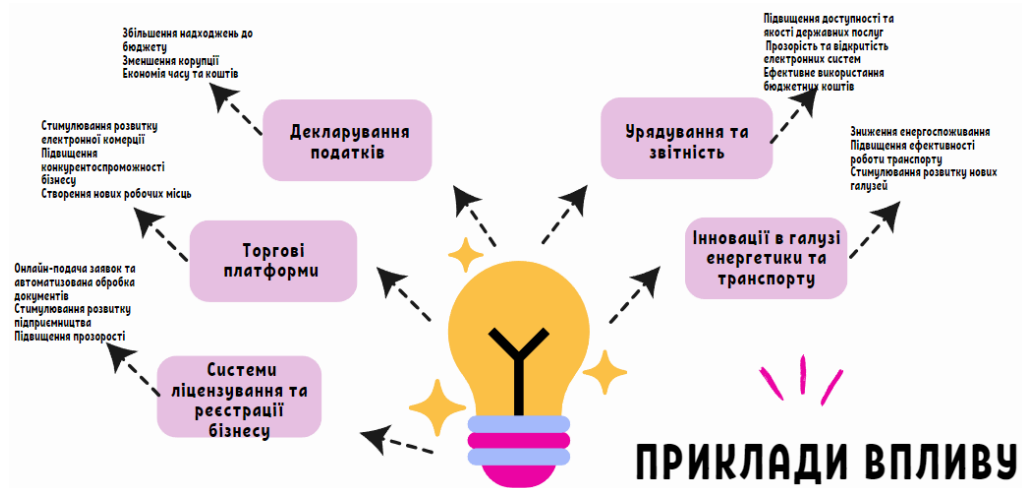 Збільшення надходжень до
бюджету
Зменшення корупції
Економія часу та коштів
Декларування
податків
Стимулювання розвитку
електронної комерції
Підвищення
конкурентоспроможності
бізнесу
Створення нових робочих місць
Торгові
платформи
Онлайн-подача заявок та
автоматизована обробка
документів
Стимулювання розвитку
підприємництва
Підвищення прозорості
Системи
ліцензування та
реєстрації
бізнесу
Підвищення доступності та
якості державних послуг
Прозорість та відкритість
електронних систем
Ефективне використання
бюджетних коштів
Урядування та
звітність
Зниження енергоспоживання
Підвищення ефективності
роботи транспорту
Стимулювання розвитку нових
галузей
Інновації в галузі
енергетики та
транспорту
ПРИКЛАДИ ВПЛИВУ